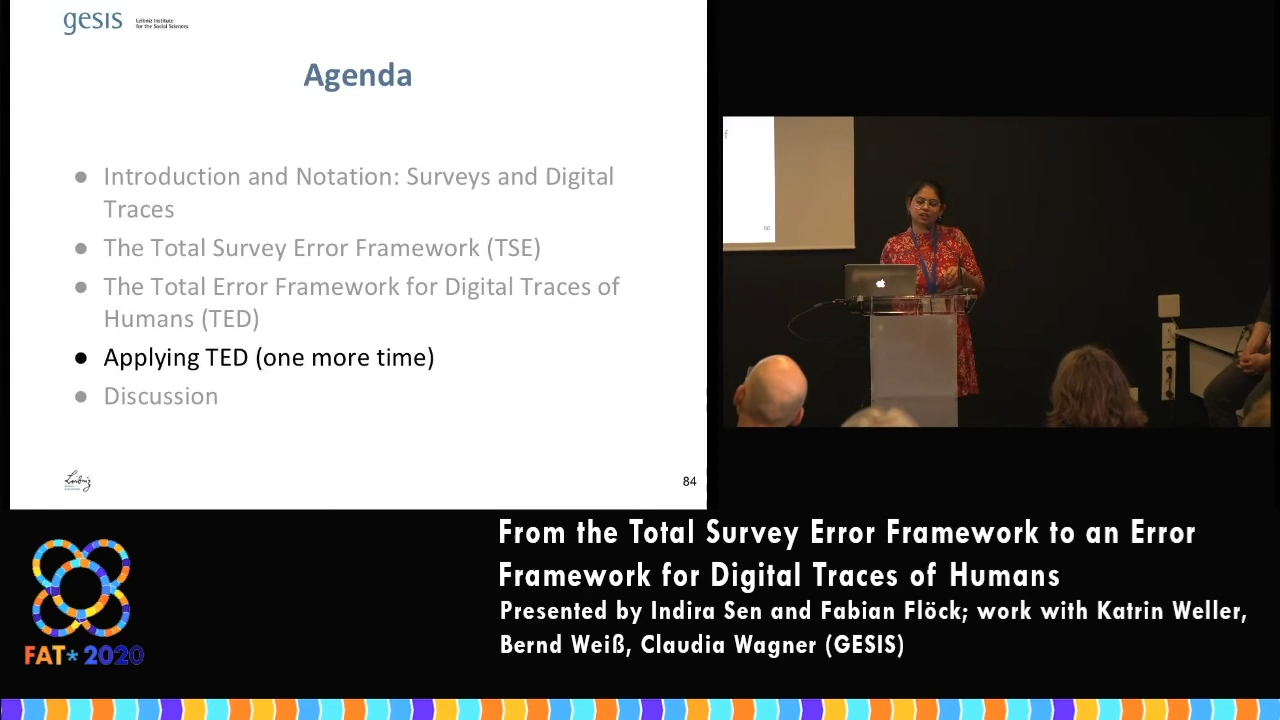 gesis
Leibniz Institute
for the Social Sciences
Agenda
● Introduction and Notation: Surveys and Digital
Traces
● The Total Survey Error Framework (TSE)
● The Total Error Framework for Digital Traces of
Humans (TED)
● Applying TED (one more time)
● Discussion
Leibniz
84
From the Total Survey Error Framework to an Error
Framework for Digital Traces of Humans
Presented by Indira Sen and Fabian Flöck; work with Katrin Weller,
Bernd Weiß, Claudia Wagner (GESIS)
FAT* 2020